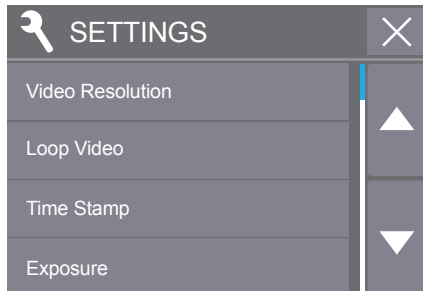 SETTINGS
Video Resolution
Loop Video
Time Stamp
Exposure